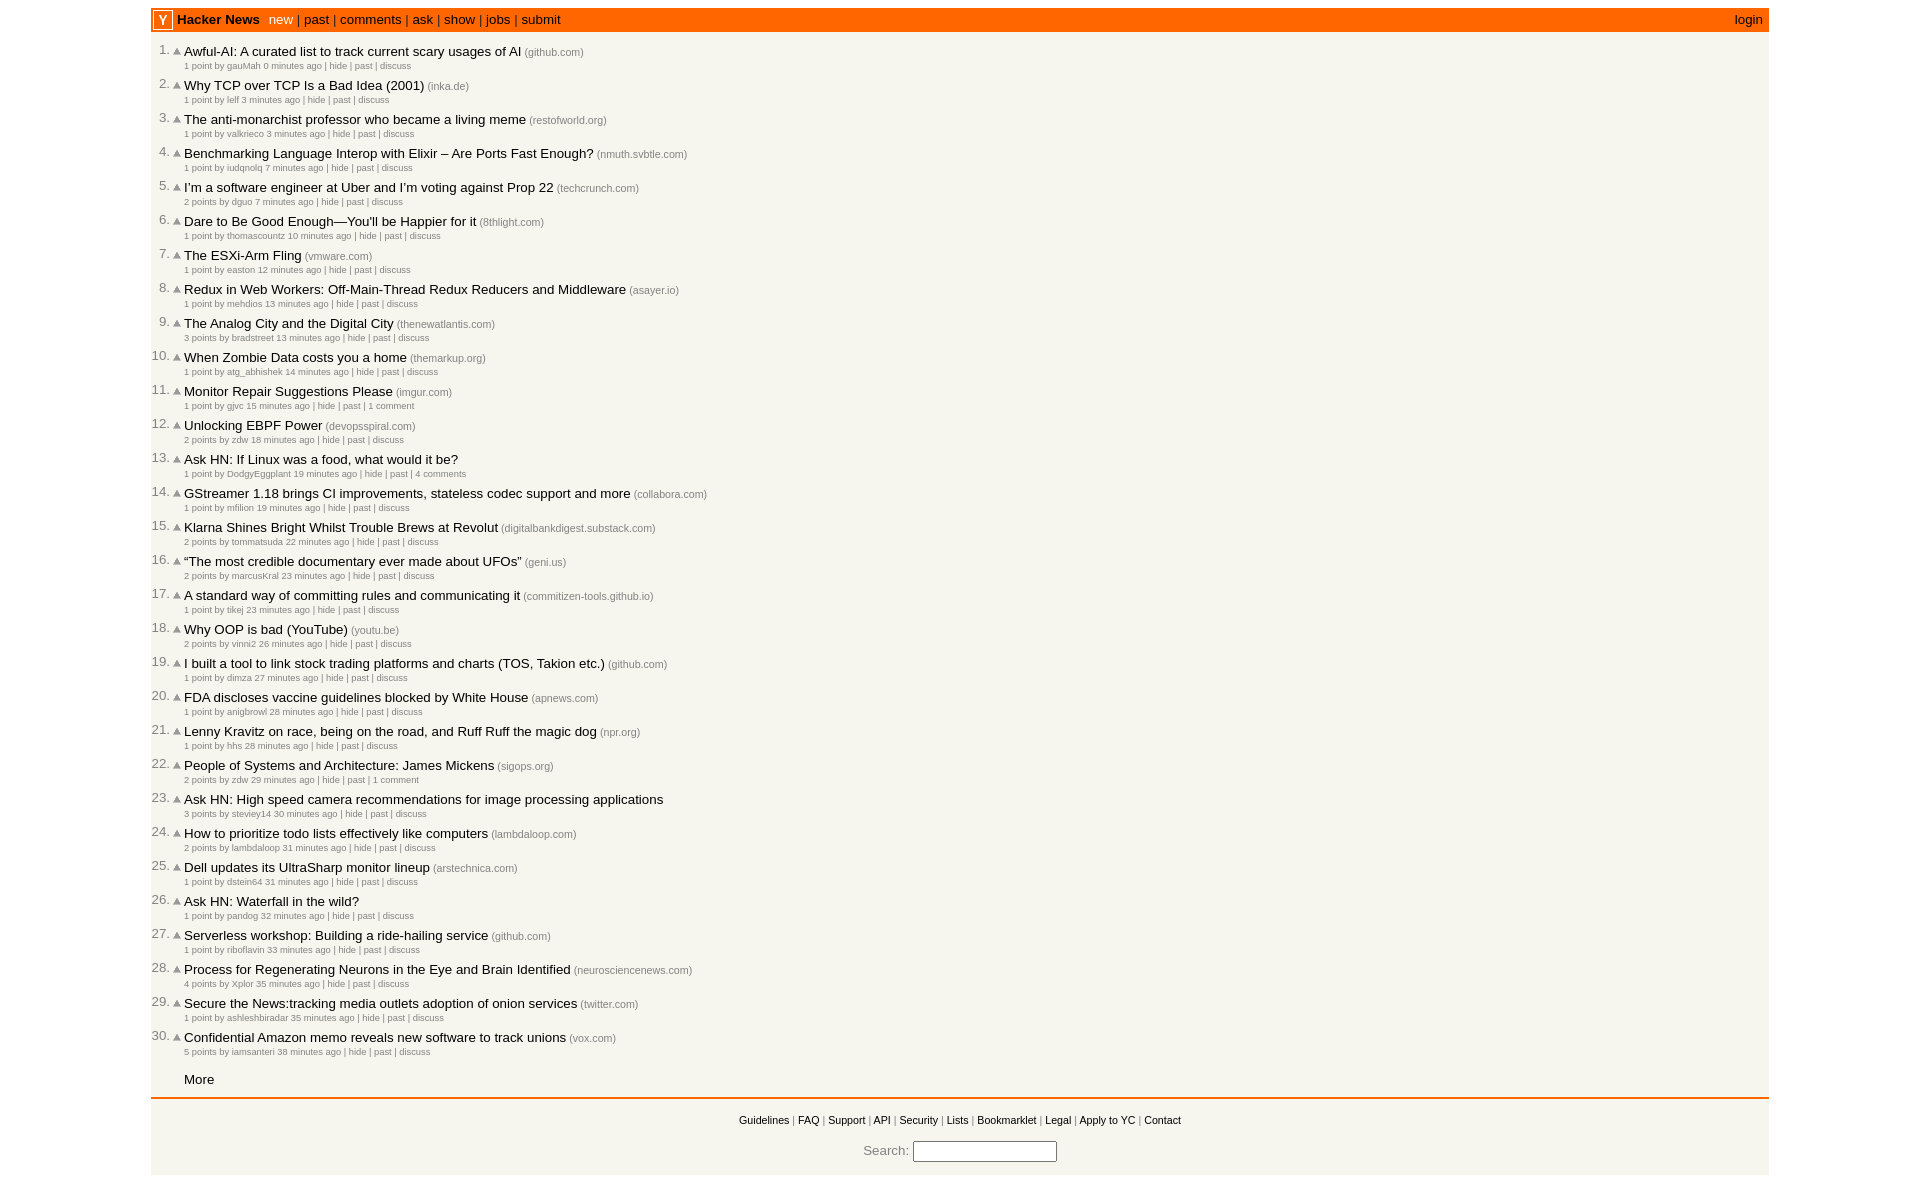 Y Hacker News new | past | comments | ask | show | jobs | submit login
1. Awful-AI: A curated list to track current scary usages of AI (github.com)
1 point by gauMah 0 minutes ago | hide | past | discuss
2. Why TCP over TCP Is a Bad Idea (2001) (inka.de)
1 point by lelf 3 minutes ago | hide | past | discuss
3. The anti-monarchist professor who became a living meme (restofworld.org)
1 point by valkrieco 3 minutes ago | hide | past | discuss
4. Benchmarking Language Interop with Elixir – Are Ports Fast Enough? (nmuth.svbtle.com)
1 point by iudqnolq 7 minutes ago | hide | past | discuss
5. I’m a software engineer at Uber and I’m voting against Prop 22 (techcrunch.com)
2 points by dguo 7 minutes ago | hide | past | discuss
6. Dare to Be Good Enough—You'll be Happier for it (8thlight.com)
1 point by thomascountz 10 minutes ago | hide | past | discuss
7. The ESXi-Arm Fling (vmware.com)
1 point by easton 12 minutes ago | hide | past | discuss
8. Redux in Web Workers: Off-Main-Thread Redux Reducers and Middleware (asayer.io)
1 point by mehdios 13 minutes ago | hide | past | discuss
9. The Analog City and the Digital City (thenewatlantis.com)
3 points by bradstreet 13 minutes ago | hide | past | discuss
10. When Zombie Data costs you a home (themarkup.org)
1 point by atg_abhishek 14 minutes ago | hide | past | discuss
11. Monitor Repair Suggestions Please (imgur.com)
1 point by gjvc 15 minutes ago | hide | past | 1 comment
12. Unlocking EBPF Power (devopsspiral.com)
2 points by zdw 18 minutes ago | hide | past | discuss
13. Ask HN: If Linux was a food, what would it be?
1 point by DodgyEggplant 19 minutes ago | hide | past | 4 comments
14. GStreamer 1.18 brings CI improvements, stateless codec support and more (collabora.com)
1 point by mfilion 19 minutes ago | hide | past | discuss
15. Klarna Shines Bright Whilst Trouble Brews at Revolut (digitalbankdigest.substack.com)
2 points by tommatsuda 22 minutes ago | hide | past | discuss
16. “The most credible documentary ever made about UFOs” (geni.us)
2 points by marcusKral 23 minutes ago | hide | past | discuss
17. A standard way of committing rules and communicating it (commitizen-tools.github.io)
1 point by tikej 23 minutes ago | hide | past | discuss
18. Why OOP is bad (YouTube) (youtu.be)
2 points by vinni2 26 minutes ago | hide | past | discuss
19. I built a tool to link stock trading platforms and charts (TOS, Takion etc.) (github.com)
1 point by dimza 27 minutes ago | hide | past | discuss
20. FDA discloses vaccine guidelines blocked by White House (apnews.com)
1 point by anigbrowl 28 minutes ago | hide | past | discuss
21. Lenny Kravitz on race, being on the road, and Ruff Ruff the magic dog (npr.org)
1 point by hhs 28 minutes ago | hide | past | discuss
22. People of Systems and Architecture: James Mickens (sigops.org)
2 points by zdw 29 minutes ago | hide | past | 1 comment
23. Ask HN: High speed camera recommendations for image processing applications
3 points by steviey14 30 minutes ago | hide | past | discuss
24. How to prioritize todo lists effectively like computers (lambdaloop.com)
2 points by lambdaloop 31 minutes ago | hide | past | discuss
25. Dell updates its UltraSharp monitor lineup (arstechnica.com)
1 point by dstein64 31 minutes ago | hide | past | discuss
26. Ask HN: Waterfall in the wild?
1 point by pandog 32 minutes ago | hide | past | discuss
27. Serverless workshop: Building a ride-hailing service (github.com)
1 point by riboflavin 33 minutes ago | hide | past | discuss
28. Process for Regenerating Neurons in the Eye and Brain Identified (neurosciencenews.com)
4 points by Xplor 35 minutes ago | hide | past | discuss
29. Secure the News:tracking media outlets adoption of onion services (twitter.com)
1 point by ashleshbiradar 35 minutes ago | hide | past | discuss
30. Confidential Amazon memo reveals new software to track unions (vox.com)
5 points by iamsanteri 38 minutes ago | hide | past | discuss
More
Guidelines | FAQ | Support | API | Security | Lists | Bookmarklet | Legal | Apply to YC | Contact
Search: